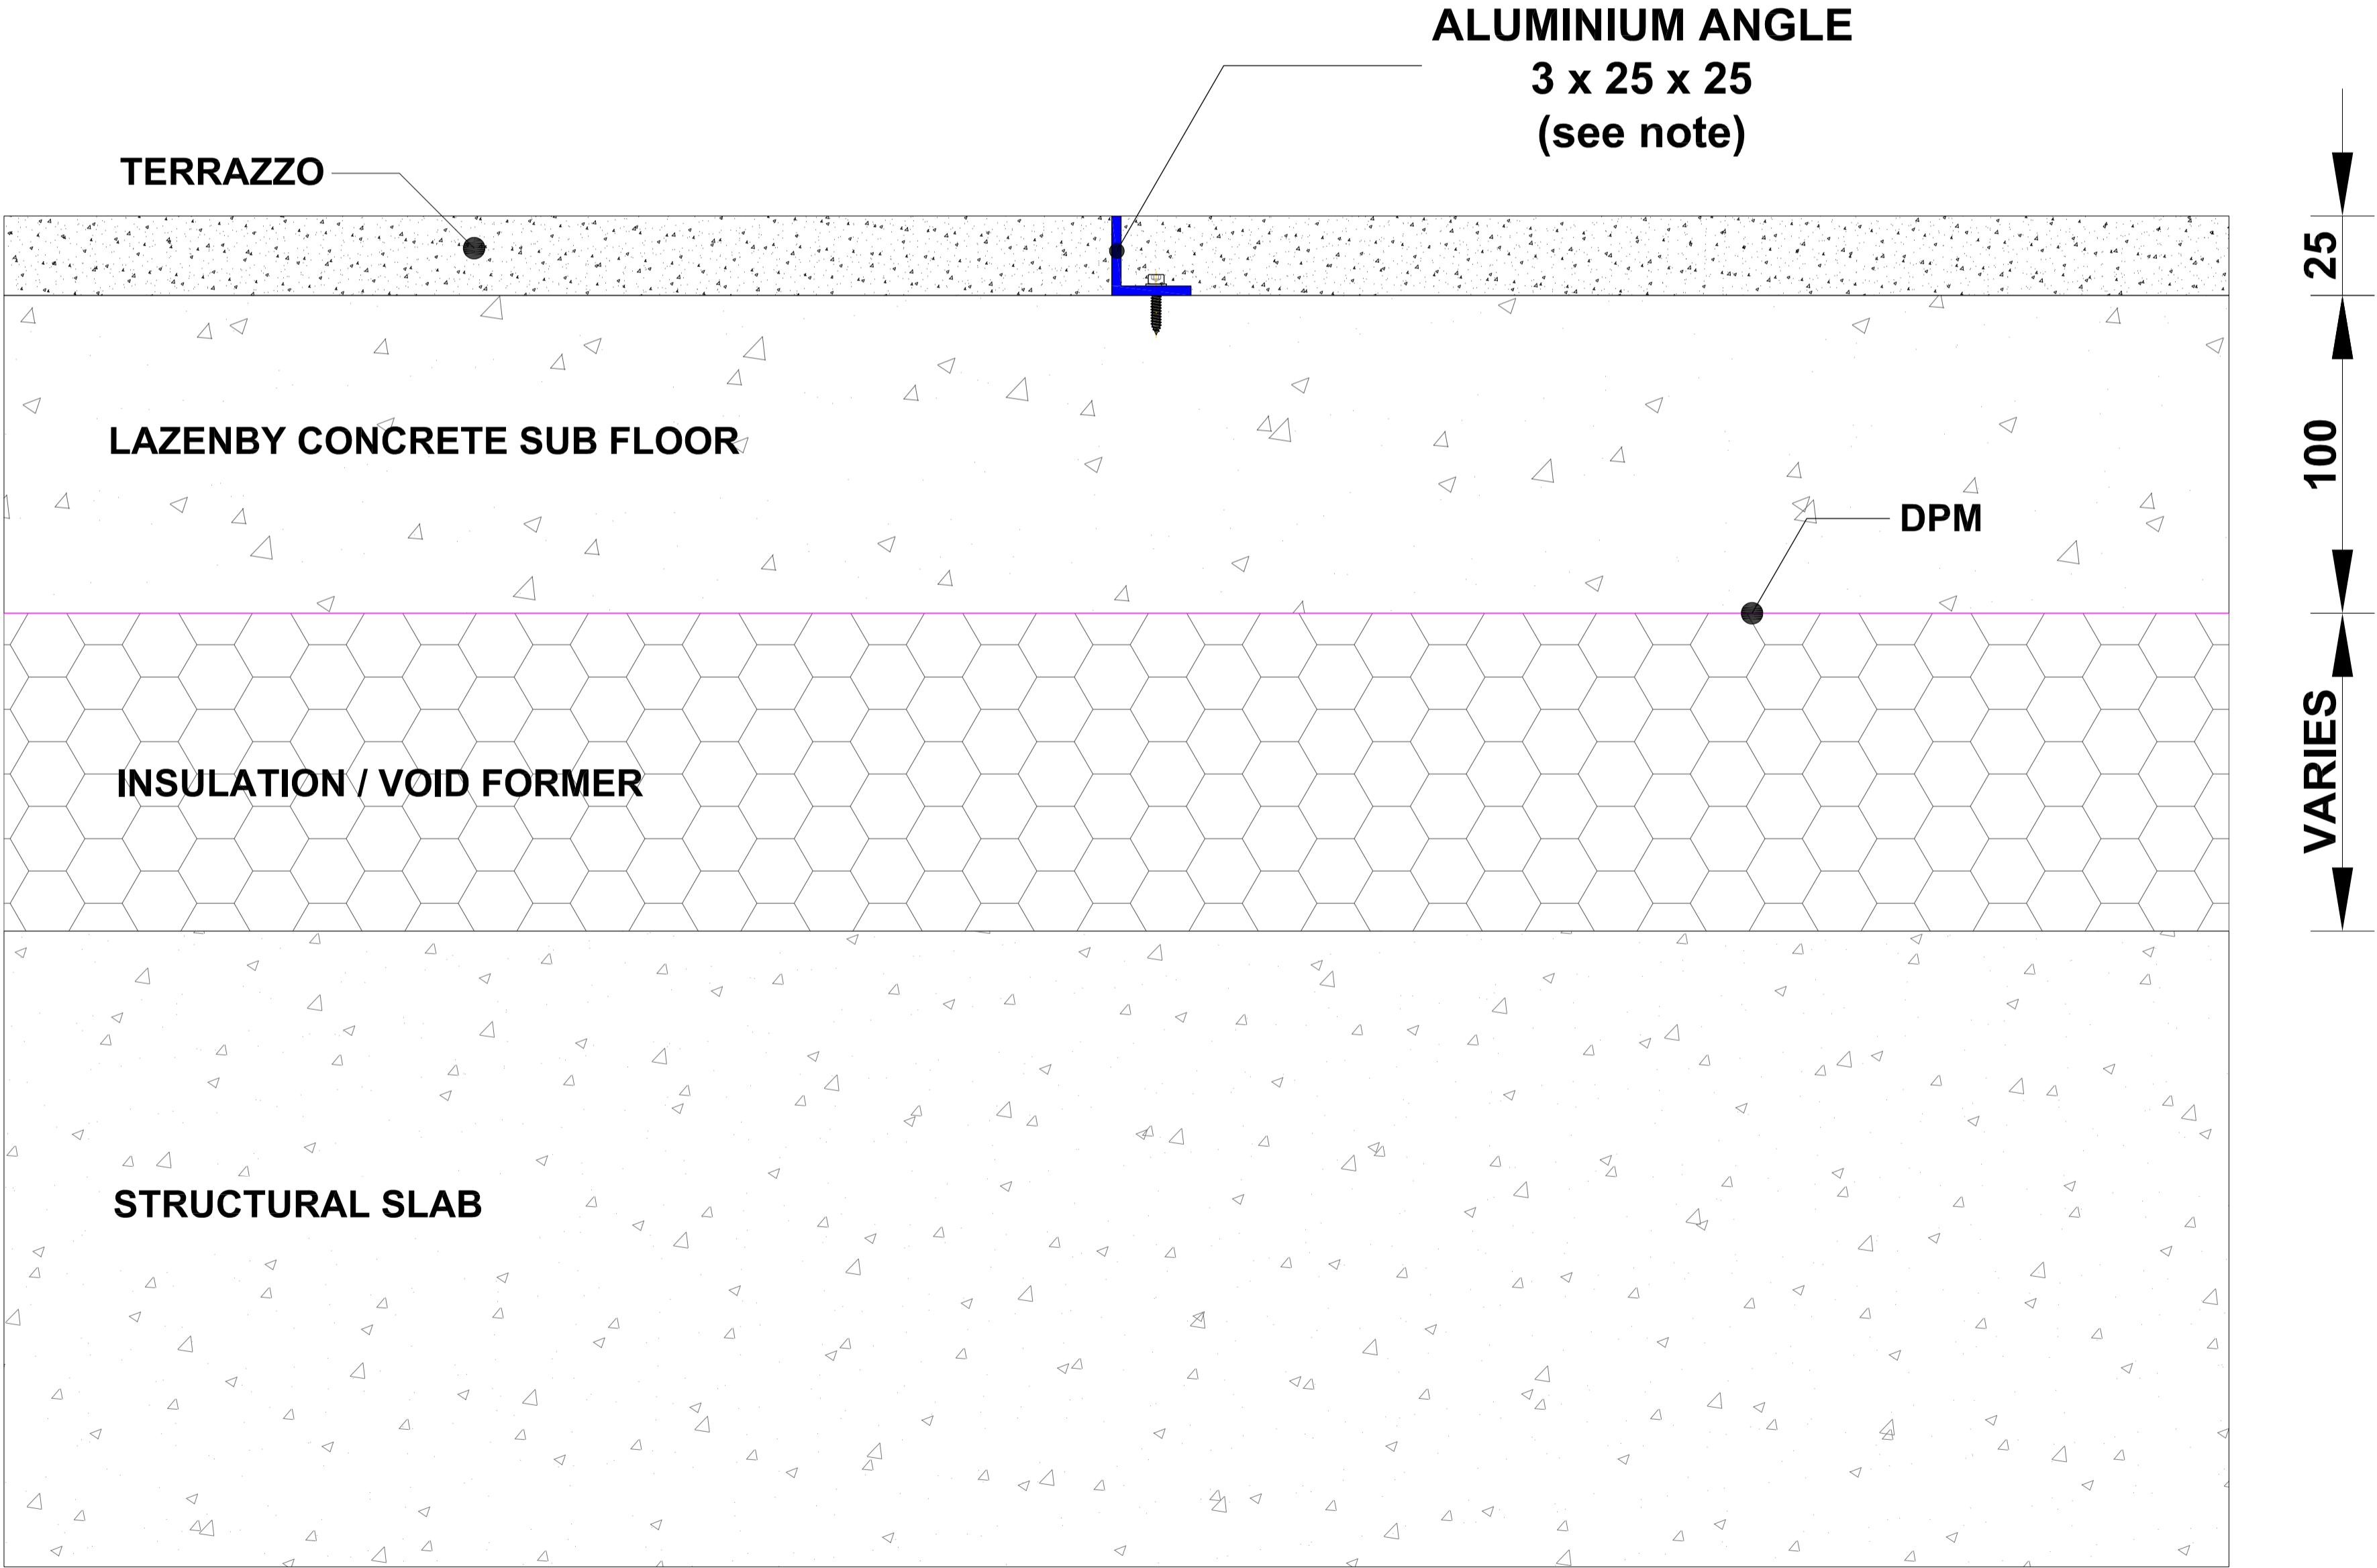 ALUMINIUM ANGLE
3 x 25 x 25
(see note)
TERRAZZO
25
LAZENBY CONCRETE SUB FLOOR
100
DPM
INSULATION / VOID FORMER
VARIES
STRUCTURAL SLAB